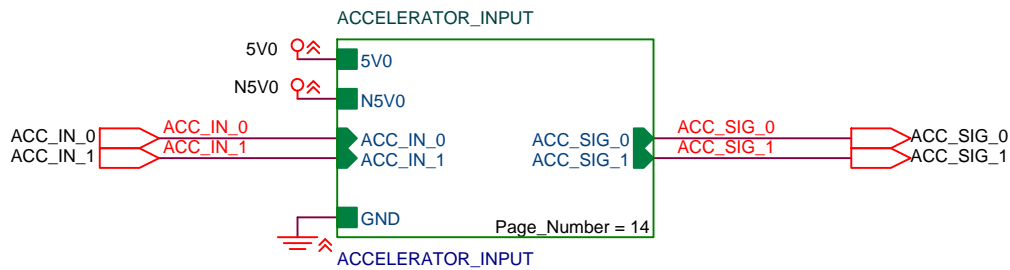 ACCELERATOR_INPUT
5V0
5V0
N5V0
N5V0
ACC_IN_0
ACC_IN_0
ACC_IN_0
ACC_SIG_0
ACC_SIG_0
ACC_SIG_0
ACC_IN_1
ACC_IN_1
ACC_IN_1
ACC_SIG_1
ACC_SIG_1
ACC_SIG_1
GND
Page_Number = 14
ACCELERATOR_INPUT